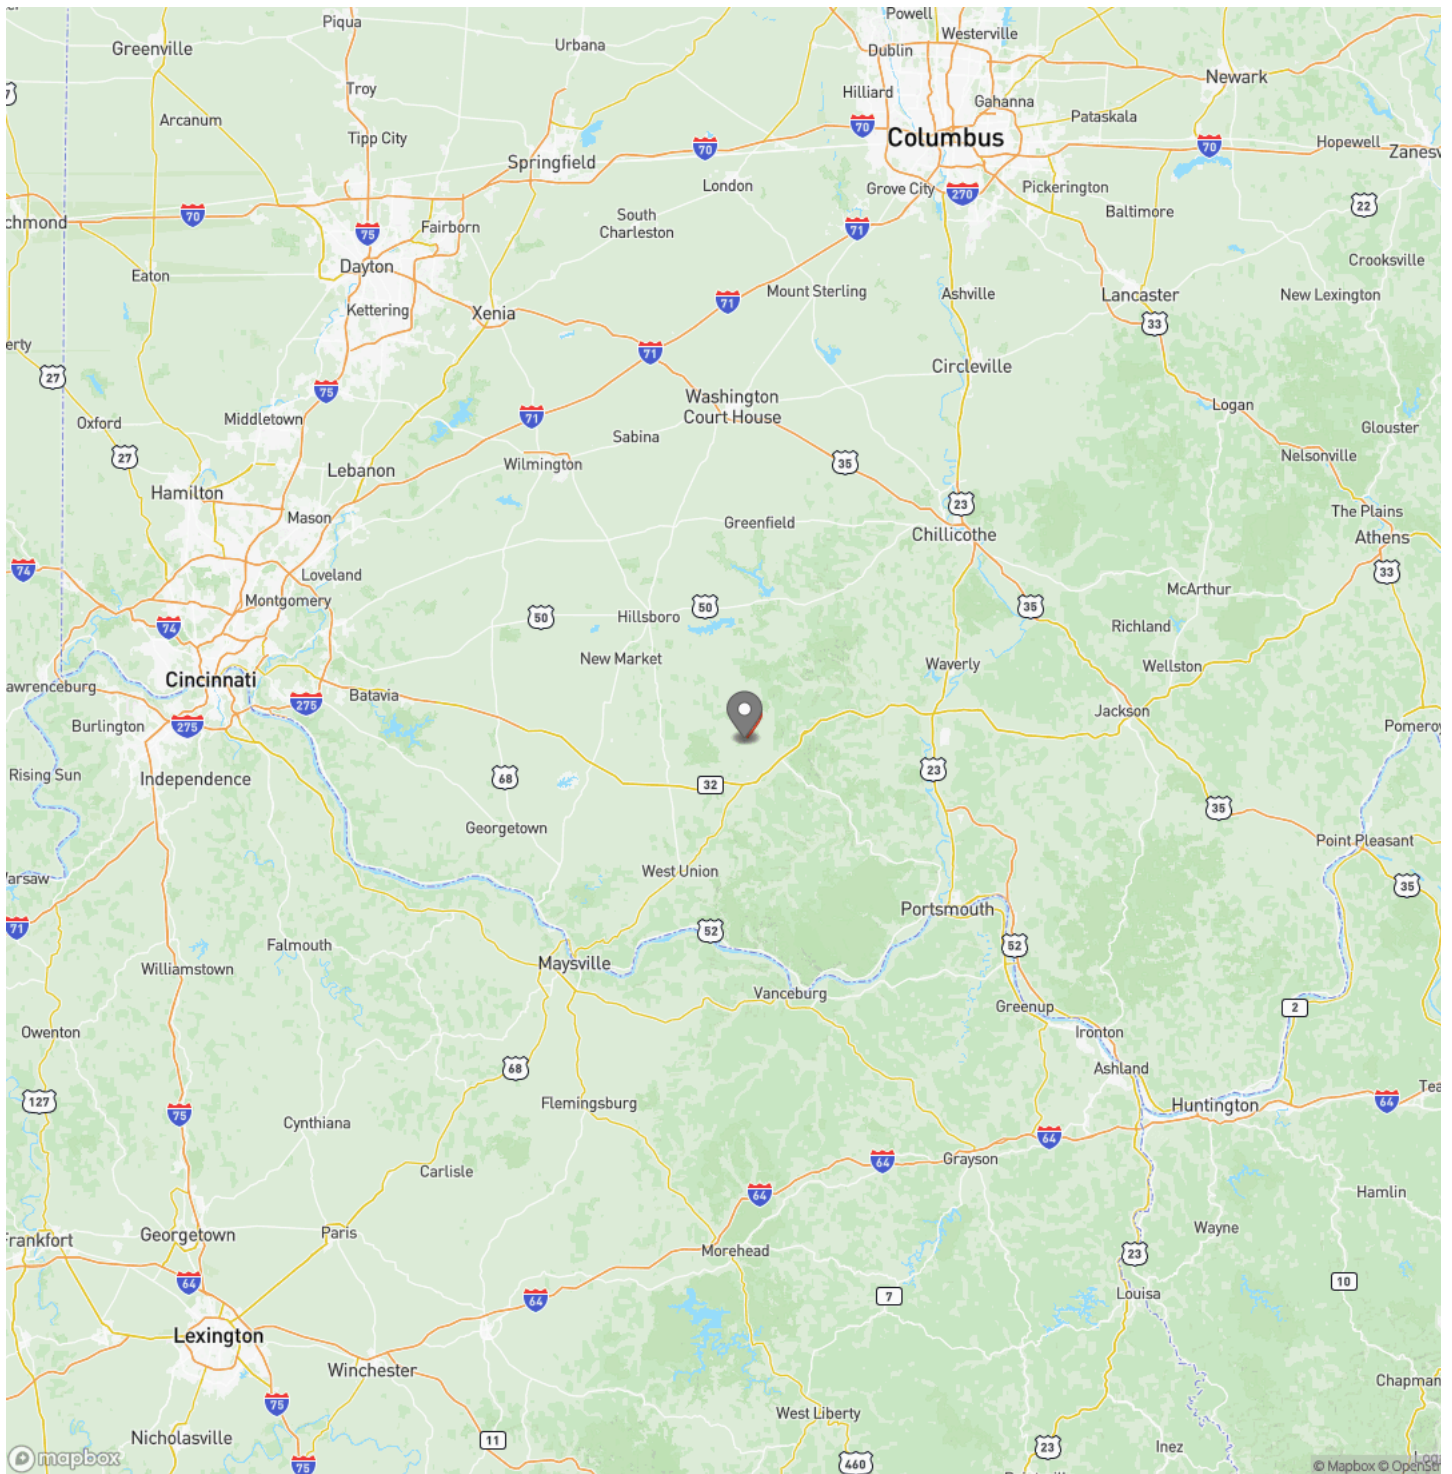 Piqua
Powell
Westerville
Greenville
Urbana
Dublin
Newark
Troy
Hilliard
Gahanna
7
Arcanum
70
Pataskala
Tipp City
Columbus
Hopewell
Springfield
70
70
Zanesv
London
Grove City
270
Pickerington
22
chmond
70
75
Fairborn
South
Charleston
71
Baltimore
Dayton
Eaton
Crooksville
Kettering
Xenia
71
Mount Sterling
Ashville
Lancaster
New Lexington
33
erty
71
27
75
Circleville
Washington
Court House
Middletown
71
Logan
Oxford
Sabina
Glouster
27
Lebanon
Wilmington
35
Nelsonville
Hamilton
23
Mason
Greenfield
The Plains
Chillicothe
Athens
74
Loveland
33
Montgomery
McArthur
50
Hillsboro
50
35
74
Richland
New Market
Waverly
Wellston
awrenceburg
Cincinnati
275
Batavia
Burlington
275
Jackson
Pomeroy
Rising Sun
Independence
68
32
23
35
Georgetown
Point Pleasant
Warsaw
West Union
35
71
Portsmouth
52
Falmouth
52
Williamstown
Maysville
Vanceburg
Greenup
2
Owenton
Ironton
68
Ashland
127
75
Flemingsburg
Huntington
64
Tea
Cynthiana
64
Carlisle
64
Grayson
64
Hamlin
Frankfort
Georgetown
Paris
Wayne
Morehead
23
64
64
7
Louisa
10
Lexington
Winchester
75
Chapman
West Liberty
Nicholasville
11
23
Inez
mapbox
75
460
© Mapbox © OpenStr